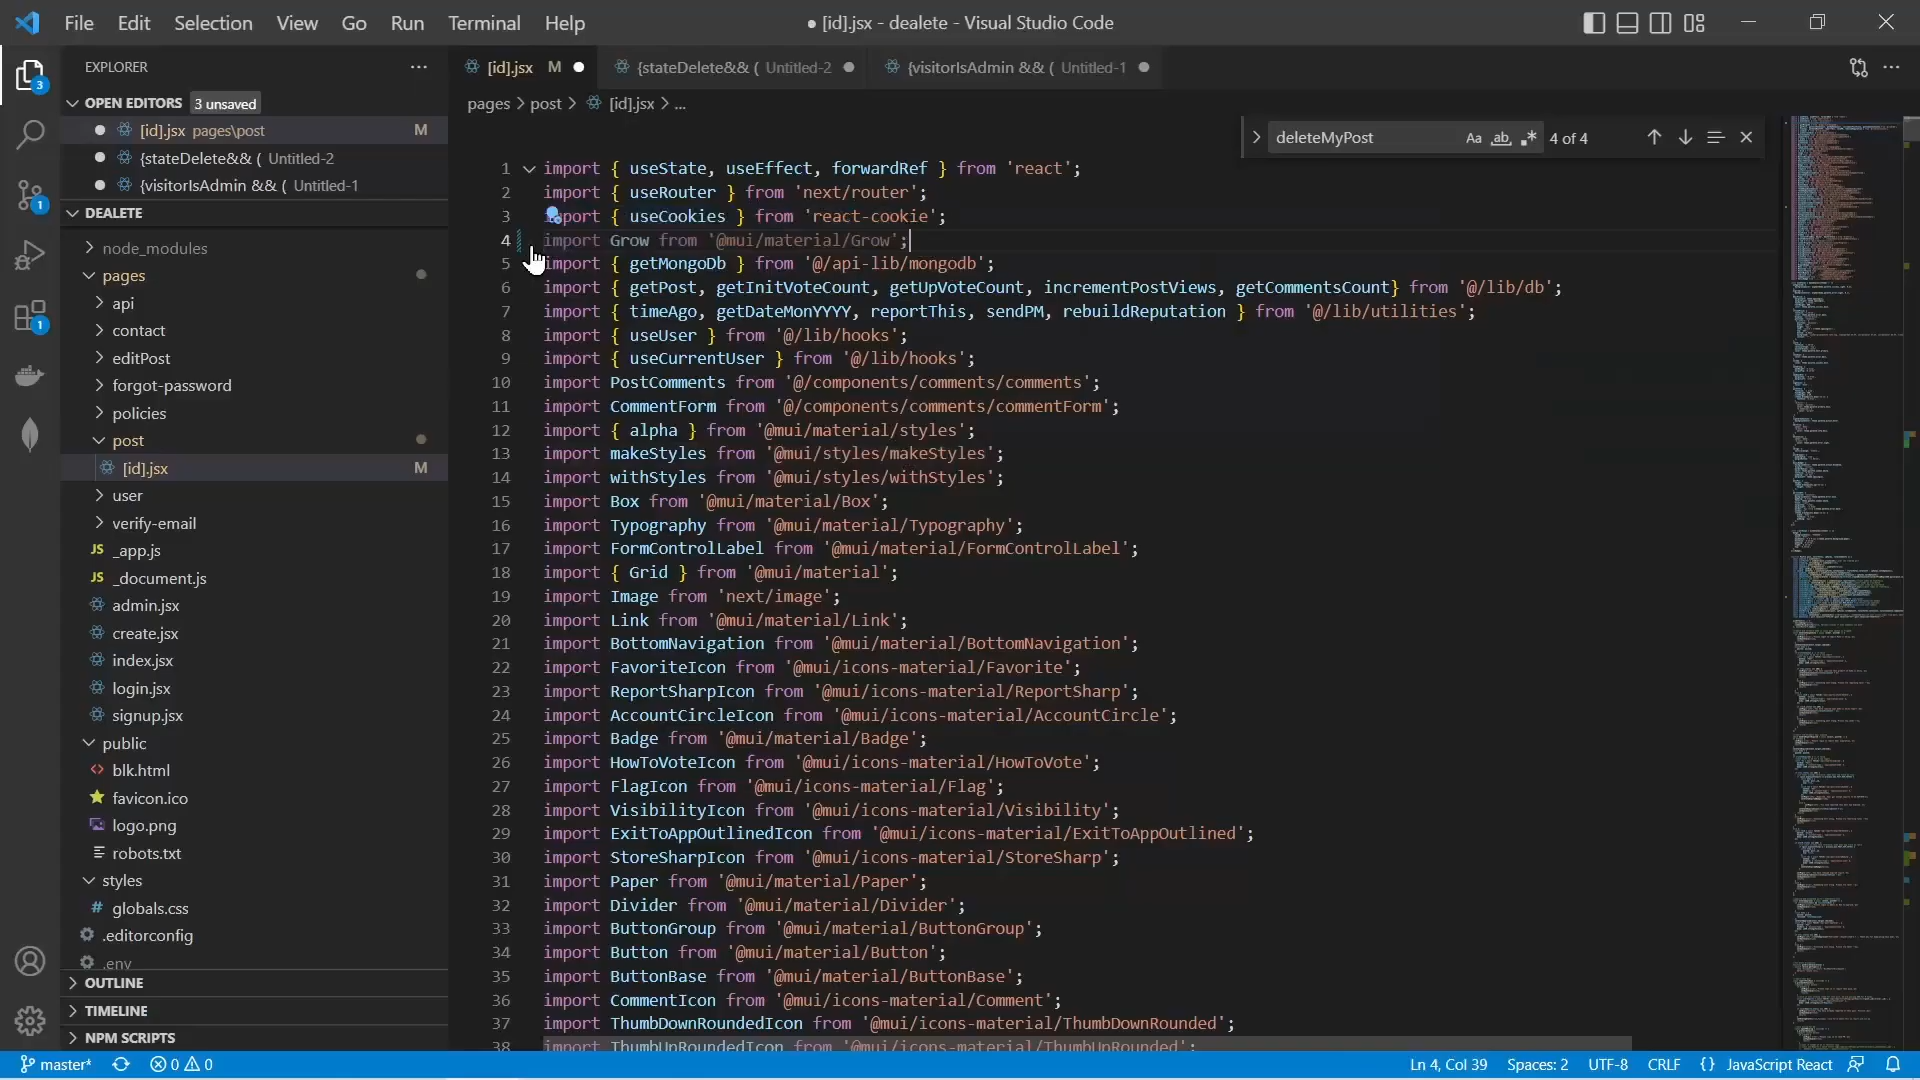 File Edit Selection View Go Run Terminal Help
● [id].jsx - dealete - Visual Studio Code
EXPLORER
OPEN EDITORS 3 unsaved
[id].jsx pages\post M
{stateDelete&& ( Untitled-2
{visitorIsAdmin && ( Untitled-1
DEALETE
node_modules
pages
api
contact
editPost
forgot-password
policies
post
[id].jsx M
user
verify-email
JS _app.js
JS _document.js
admin.jsx
create.jsx
index.jsx
login.jsx
signup.jsx
public
<> blk.html
favicon.ico
logo.png
robots.txt
styles
# globals.css
.editorconfig
.env
OUTLINE
TIMELINE
NPM SCRIPTS
3
1
1
[id].jsx M
{stateDelete&& ( Untitled-2
{visitorIsAdmin && ( Untitled-1
pages > post > [id].jsx > ...
deleteMyPost Aa ab .* 4 of 4
1 import { useState, useEffect, forwardRef } from 'react';
2 import { useRouter } from 'next/router';
3 import { useCookies } from 'react-cookie';
4 import Grow from '@mui/material/Grow';
5 import { getMongoDb } from '@/api-lib/mongodb';
6 import { getPost, getInitVoteCount, getUpVoteCount, incrementPostViews, getCommentsCount} from '@/lib/db';
7 import { timeAgo, getDateMonYYYY, reportThis, sendPM, rebuildReputation } from '@/lib/utilities';
8 import { useUser } from '@/lib/hooks';
9 import { useCurrentUser } from '@/lib/hooks';
10 import PostComments from '@/components/comments/comments';
11 import CommentForm from '@/components/comments/commentForm';
12 import { alpha } from '@mui/material/styles';
13 import makeStyles from '@mui/styles/makeStyles';
14 import withStyles from '@mui/styles/withStyles';
15 import Box from '@mui/material/Box';
16 import Typography from '@mui/material/Typography';
17 import FormControlLabel from '@mui/material/FormControlLabel';
18 import { Grid } from '@mui/material';
19 import Image from 'next/image';
20 import Link from '@mui/material/Link';
21 import BottomNavigation from '@mui/material/BottomNavigation';
22 import FavoriteIcon from '@mui/icons-material/Favorite';
23 import ReportSharpIcon from '@mui/icons-material/ReportSharp';
24 import AccountCircleIcon from '@mui/icons-material/AccountCircle';
25 import Badge from '@mui/material/Badge';
26 import HowToVoteIcon from '@mui/icons-material/HowToVote';
27 import FlagIcon from '@mui/icons-material/Flag';
28 import VisibilityIcon from '@mui/icons-material/Visibility';
29 import ExitToAppOutlinedIcon from '@mui/icons-material/ExitToAppOutlined';
30 import StoreSharpIcon from '@mui/icons-material/StoreSharp';
31 import Paper from '@mui/material/Paper';
32 import Divider from '@mui/material/Divider';
33 import ButtonGroup from '@mui/material/ButtonGroup';
34 import Button from '@mui/material/Button';
35 import ButtonBase from '@mui/material/ButtonBase';
36 import CommentIcon from '@mui/icons-material/Comment';
37 import ThumbDownRoundedIcon from '@mui/icons-material/ThumbDownRounded';
38 import ThumbUpRoundedIcon from '@mui/icons-material/ThumbUpRounded';
master* 0 0 Ln 4, Col 39 Spaces: 2 UTF-8 CRLF {} JavaScript React